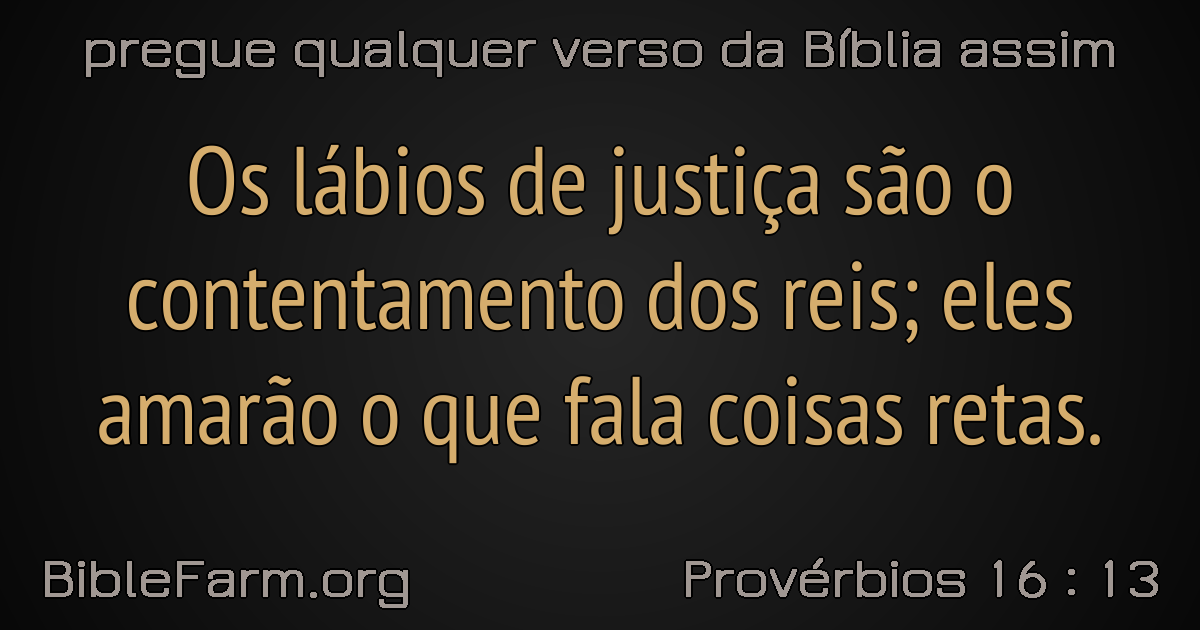 pregue qualquer verso da Bíblia assim
Os lábios de justiça são o
contentamento dos reis; eles
amarão o que fala coisas retas.
BibleFarm.org
Provérbios 16 : 13